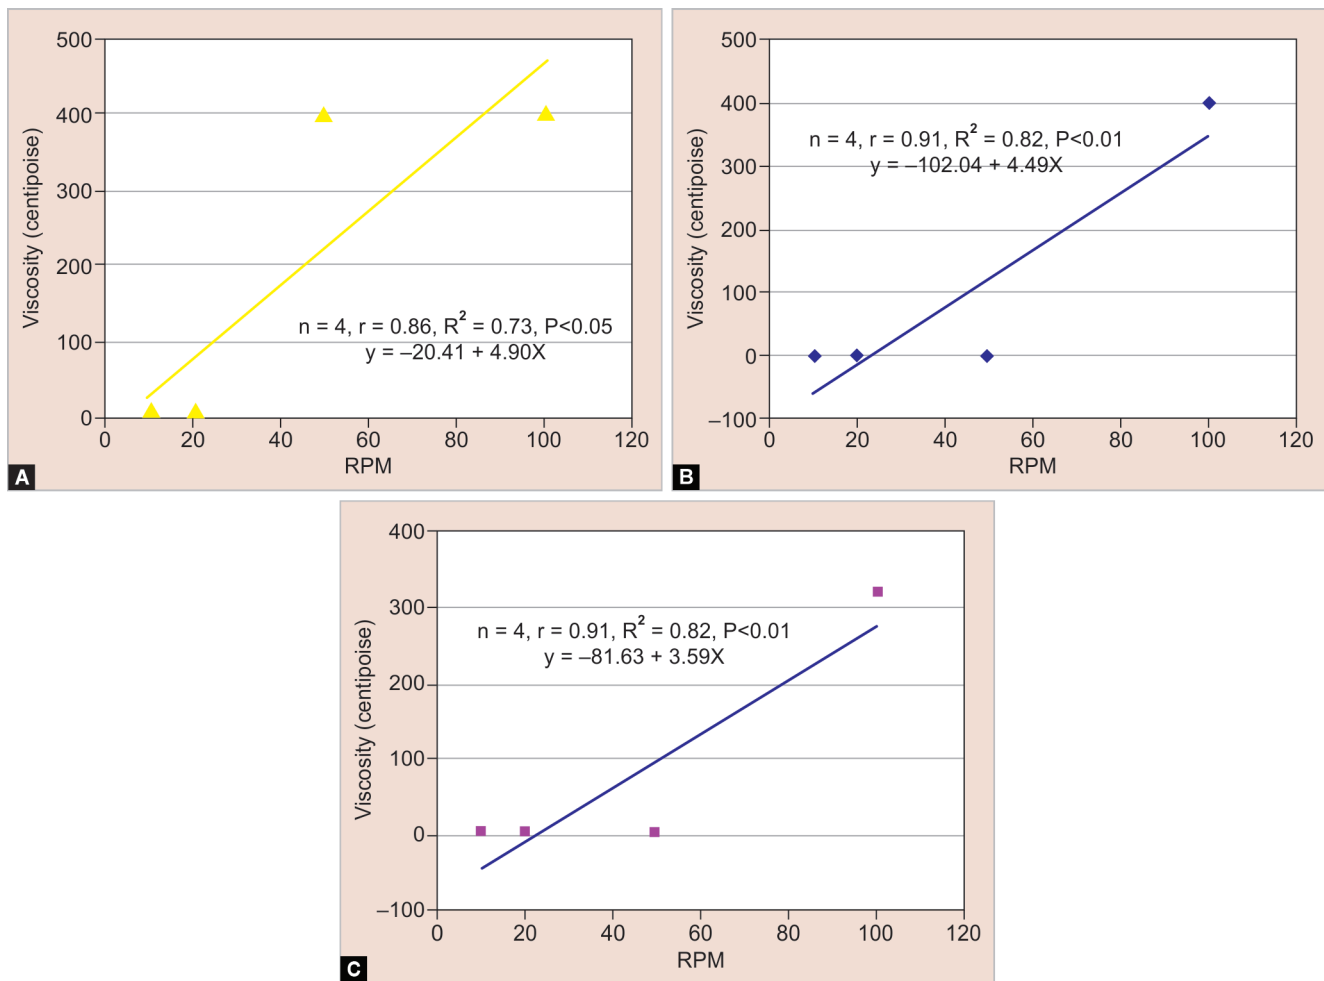 500
400
300
200
100
0
Viscosity (centipoise)
n = 4, r = 0.86, R² = 0.73, P<0.05
y = –20.41 + 4.90X
0 20 40 60 80 100 120
RPM
A
500
400
300
200
100
0
–100
Viscosity (centipoise)
n = 4, r = 0.91, R² = 0.82, P<0.01
y = –102.04 + 4.49X
0 20 40 60 80 100 120
RPM
B
400
300
200
100
0
–100
Viscosity (centipoise)
n = 4, r = 0.91, R² = 0.82, P<0.01
y = –81.63 + 3.59X
0 20 40 60 80 100 120
RPM
C